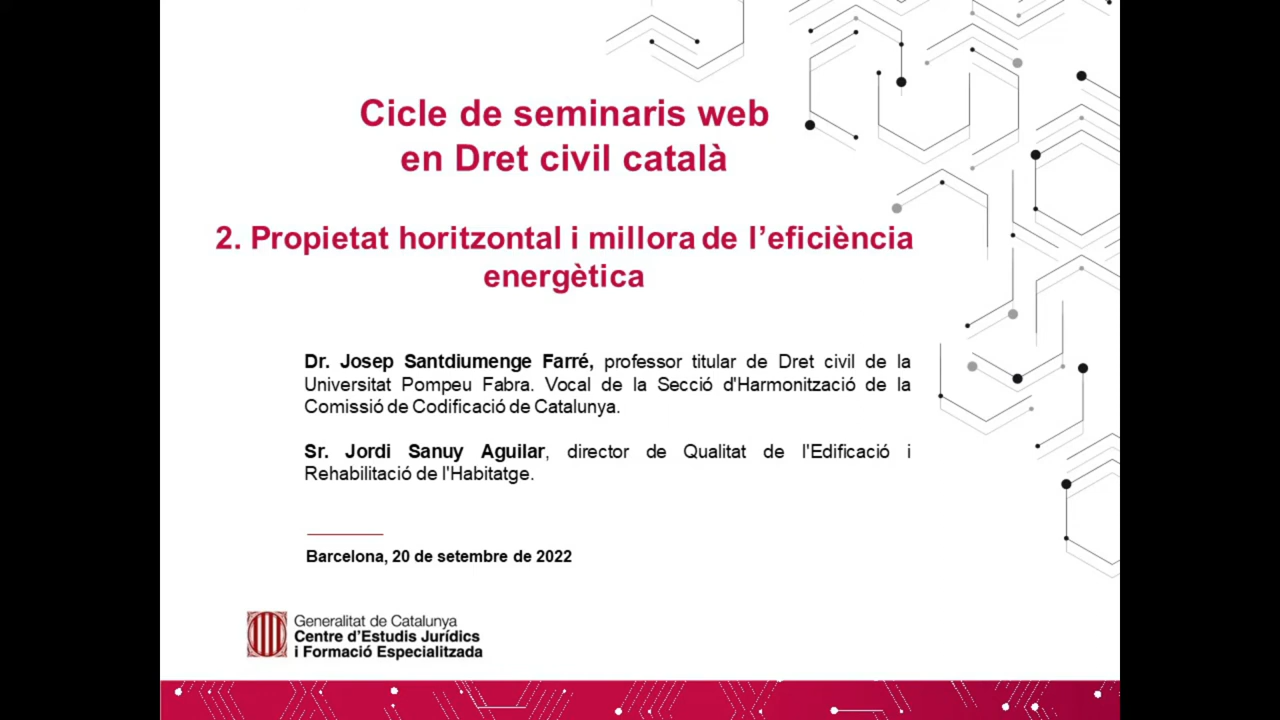 Cicle de seminaris web
en Dret civil català
2. Propietat horitzontal i millora de l’eficiència
energètica
Dr. Josep Santdiumenge Farré, professor titular de Dret civil de la
Universitat Pompeu Fabra. Vocal de la Secció d'Harmonització de la
Comissió de Codificació de Catalunya.
Sr. Jordi Sanuy Aguilar, director de Qualitat de l'Edificació i
Rehabilitació de l'Habitatge.
Barcelona, 20 de setembre de 2022
Generalitat de Catalunya
Centre d’Estudis Jurídics
i Formació Especialitzada